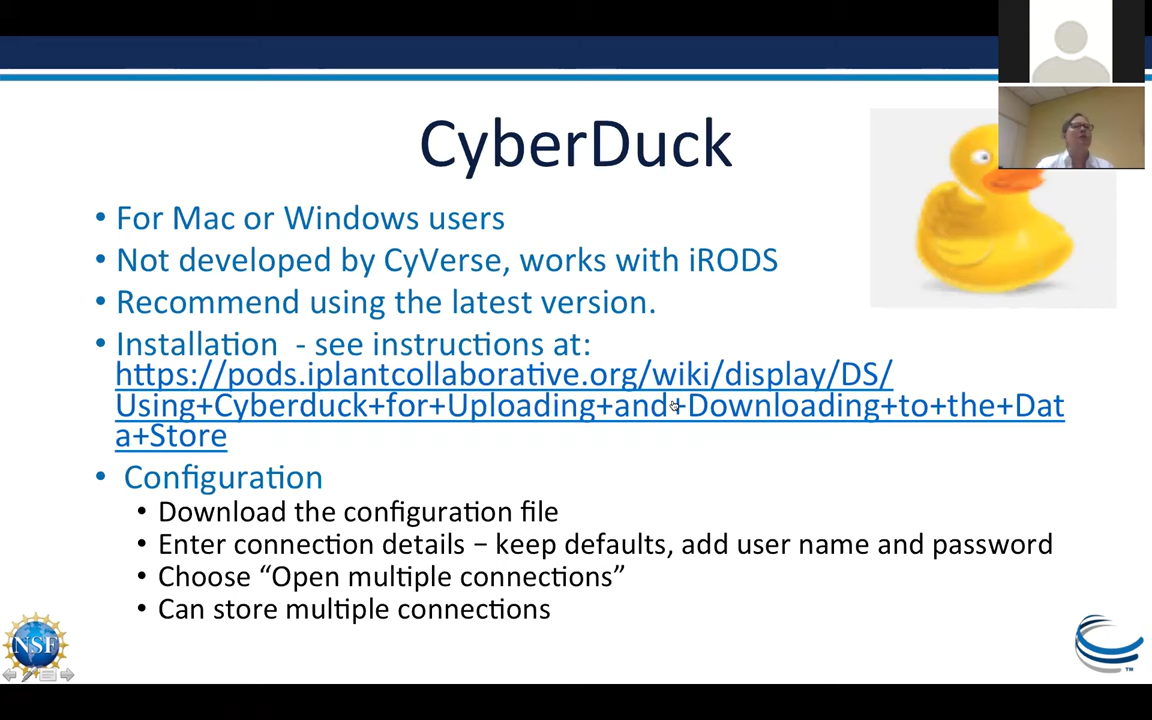 CyberDuck
• For Mac or Windows users
• Not developed by CyVerse, works with iRODS
• Recommend using the latest version.
• Installation - see instructions at:
https://pods.iplantcollaborative.org/wiki/display/DS/
Using+Cyberduck+for+Uploading+and+Downloading+to+the+Dat
a+Store
• Configuration
• Download the configuration file
• Enter connection details – keep defaults, add user name and password
• Choose “Open multiple connections”
• Can store multiple connections
NSF
TM